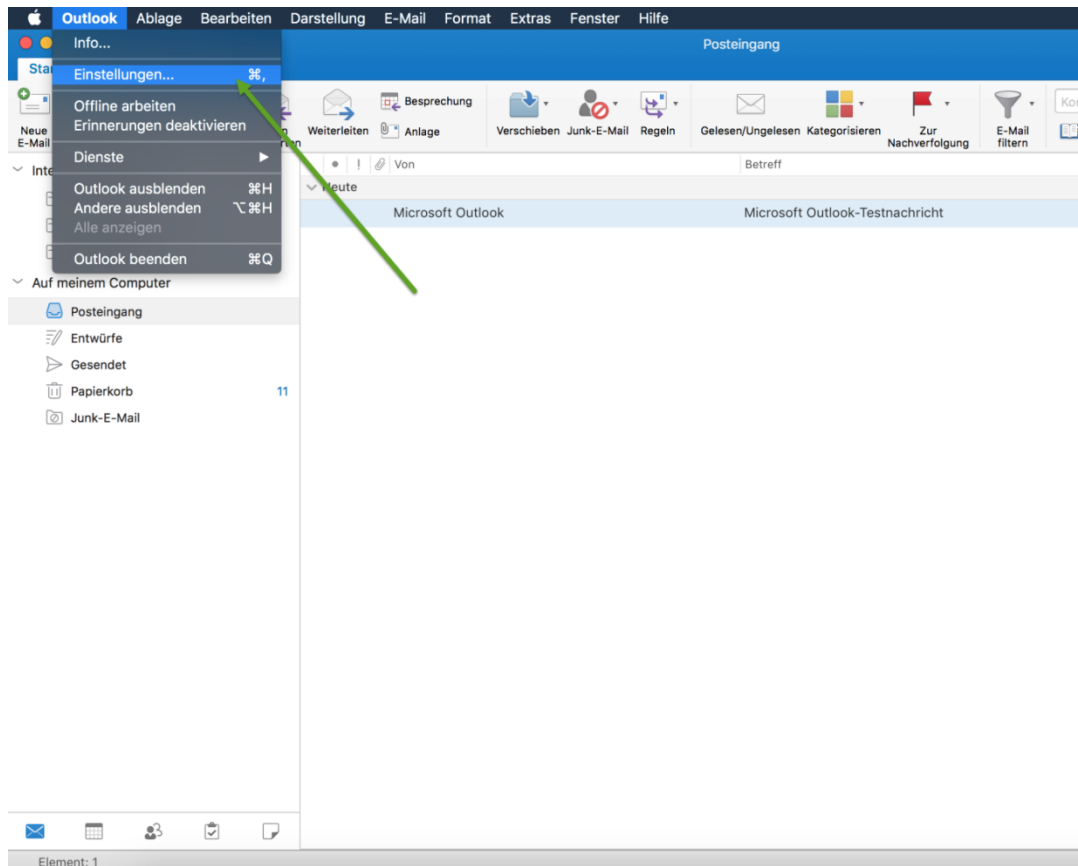 Outlook Ablage Bearbeiten Darstellung E-Mail Format Extras Fenster Hilfe
Info...
Posteingang
Einstellungen... ⌘,
Offline arbeiten
Erinnerungen deaktivieren
Dienste
Outlook ausblenden ⌘H
Andere ausblenden ⌥⌘H
Alle anzeigen
Outlook beenden ⌘Q
Neue
E-Mail
Weiterleiten
Besprechung
Anlage
Verschieben
Junk-E-Mail
Regeln
Gelesen/Ungelesen
Kategorisieren
Zur
Nachverfolgung
E-Mail
filtern
! Von Betreff
Heute
Microsoft Outlook Microsoft Outlook-Testnachricht
Auf meinem Computer
Posteingang
Entwürfe
Gesendet
Papierkorb 11
Junk-E-Mail
Element: 1